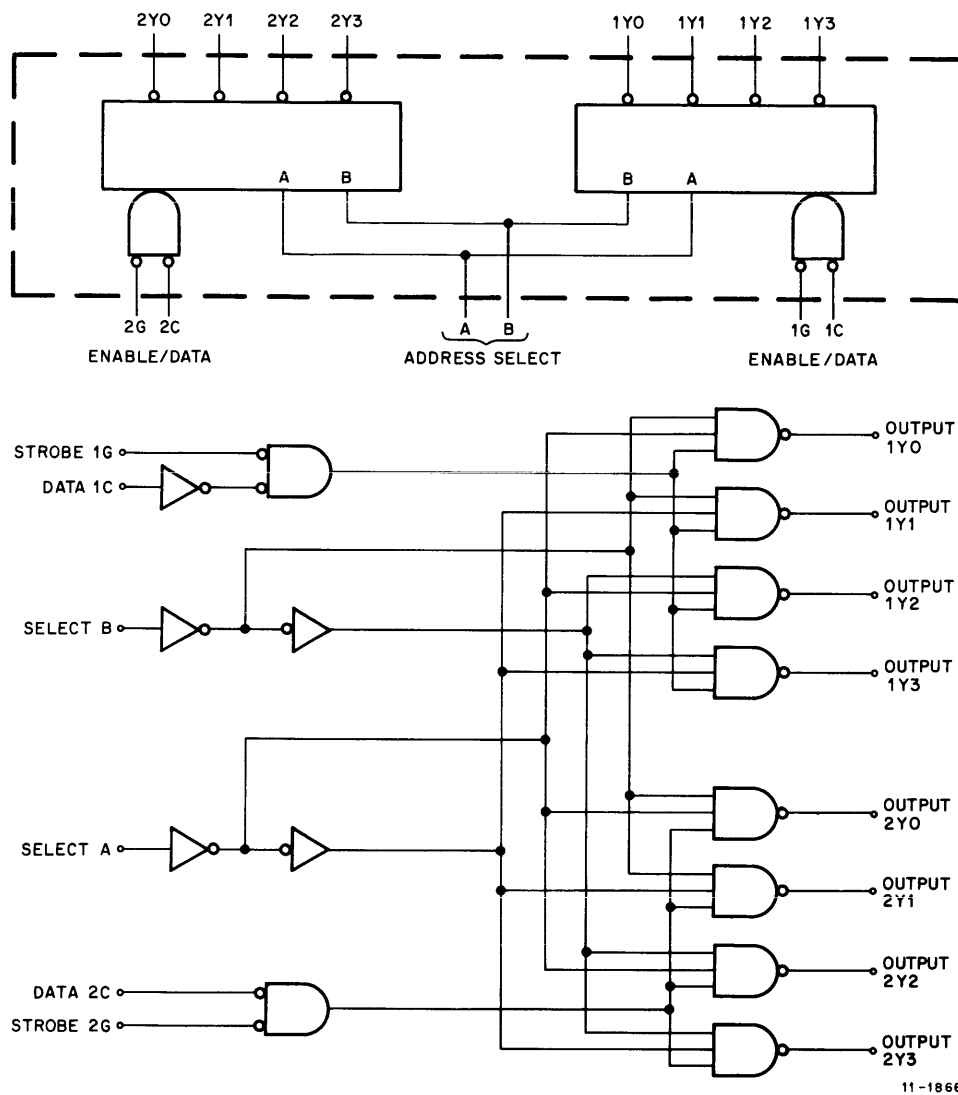 2Y0 2Y1 2Y2 2Y3 1Y0 1Y1 1Y2 1Y3
A B B A
2G 2C A B 1G 1C
ENABLE/DATA ADDRESS SELECT ENABLE/DATA
OUTPUT
1Y0
STROBE 1G
DATA 1C
OUTPUT
1Y1
OUTPUT
1Y2
SELECT B
OUTPUT
1Y3
OUTPUT
2Y0
SELECT A
OUTPUT
2Y1
OUTPUT
2Y2
DATA 2C
STROBE 2G
OUTPUT
2Y3
11-1866